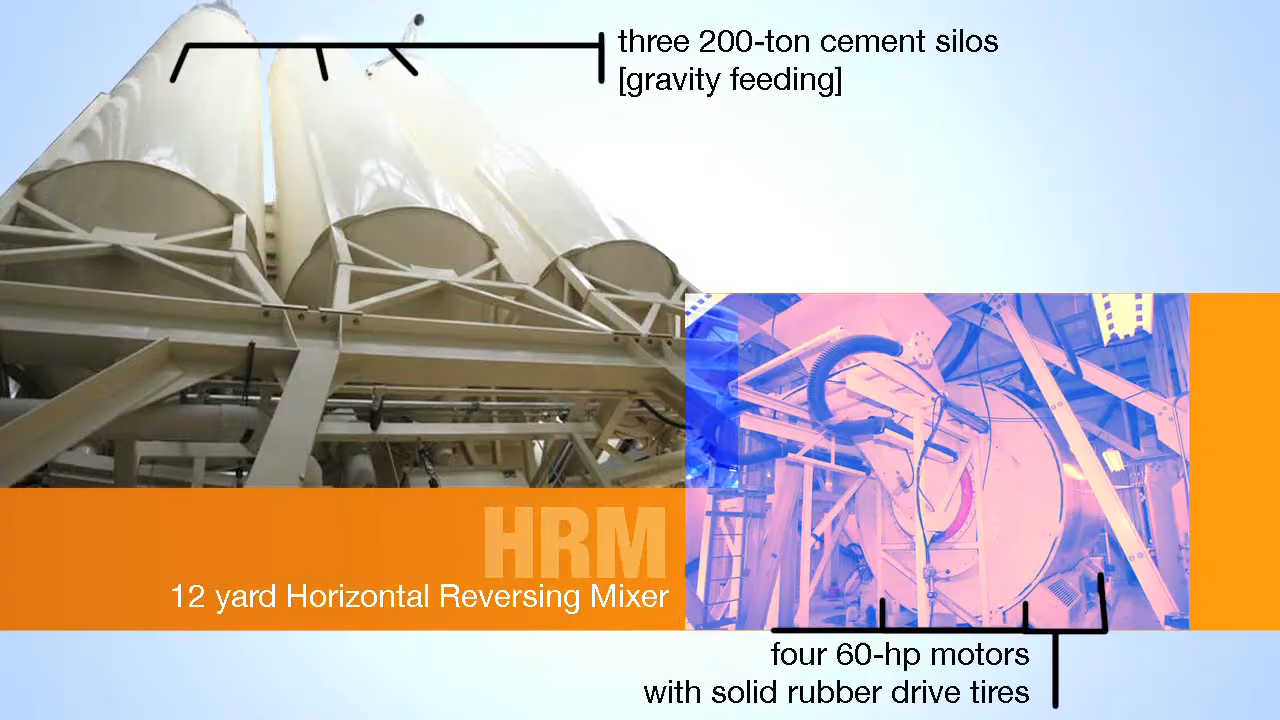 three 200-ton cement silos
[gravity feeding]
HRM
12 yard Horizontal Reversing Mixer
four 60-hp motors
with solid rubber drive tires